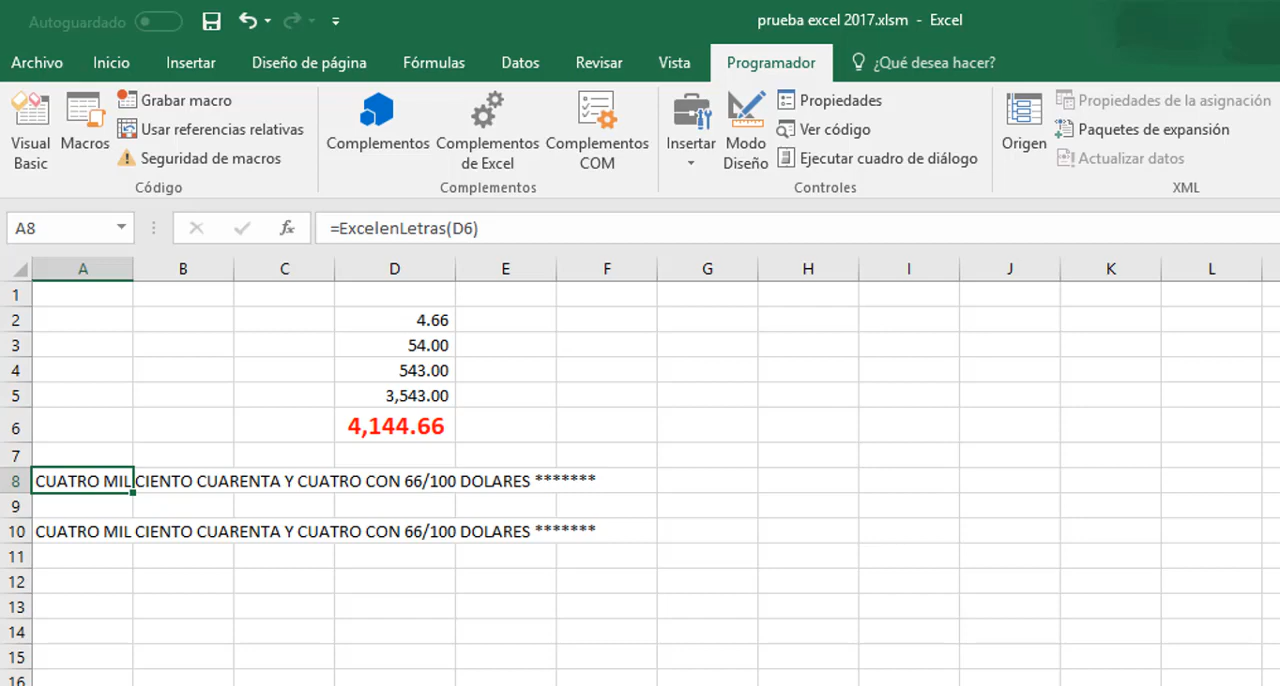 Autoguardado
prueba excel 2017.xlsm - Excel
Archivo Inicio Insertar Diseño de página Fórmulas Datos Revisar Vista Programador ¿Qué desea hacer?
Visual Basic
Macros
Grabar macro
Usar referencias relativas
Seguridad de macros
Código
Complementos
Complementos de Excel
Complementos COM
Complementos
Insertar
Modo Diseño
Propiedades
Ver código
Ejecutar cuadro de diálogo
Controles
Origen
Propiedades de la asignación
Paquetes de expansión
Actualizar datos
XML
A8 fx =ExcelenLetras(D6)
A B C D E F G H I J K L
1
2 4.66
3 54.00
4 543.00
5 3,543.00
6 4,144.66
7
8 CUATRO MIL CIENTO CUARENTA Y CUATRO CON 66/100 DOLARES *******
9
10 CUATRO MIL CIENTO CUARENTA Y CUATRO CON 66/100 DOLARES *******
11
12
13
14
15
16